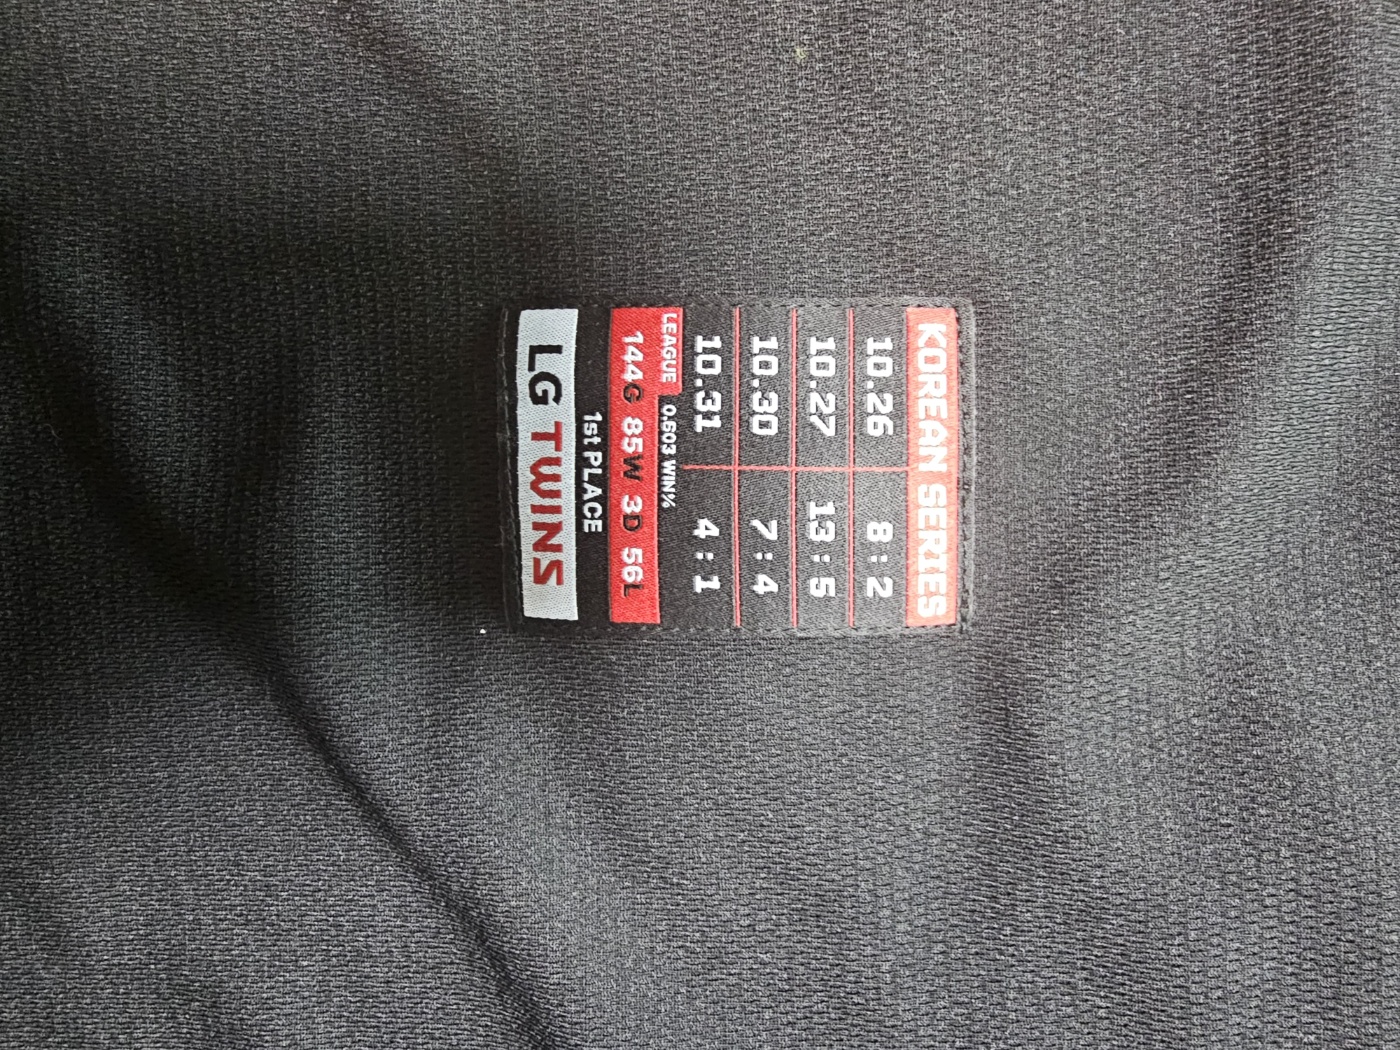 KOREAN SERIES
10.26 8 : 2
10.27 13 : 5
10.30 7 : 4
10.31 4 : 1
LEAGUE 0.603 WIN%
144G 85W 3D 56L
1st PLACE
LG TWINS